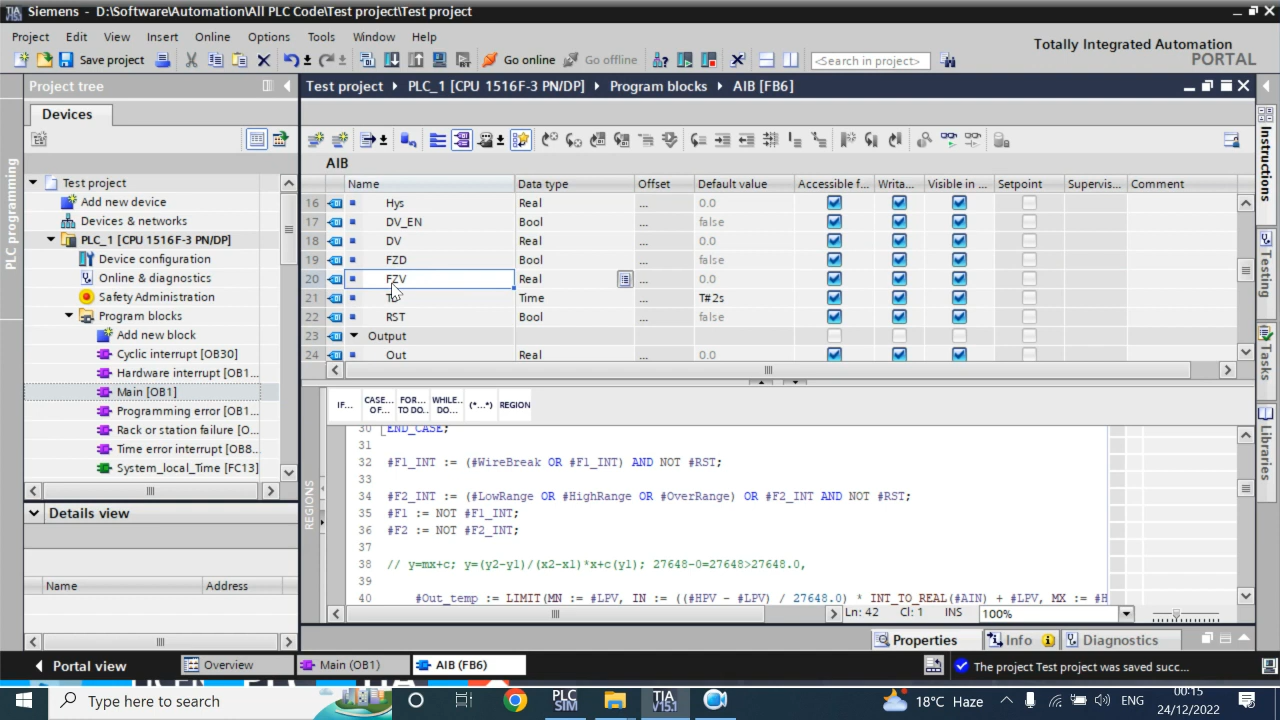 Siemens - D:\Software\Automation\All PLC Code\Test project\Test project
Project Edit View Insert Online Options Tools Window Help
Totally Integrated Automation
PORTAL
Save project Go online Go offline <Search in project>
Project tree
Test project PLC_1 [CPU 1516F-3 PN/DP] Program blocks AIB [FB6]
Devices
AIB
Name Data type Offset Default value Accessible f... Writa... Visible in ... Setpoint Supervis... Comment
16 Hys Real ... 0.0
17 DV_EN Bool ... false
18 DV Real ... 0.0
19 FZD Bool ... false
20 FZV Real ... 0.0
21 Time ... T#2s
22 RST Bool ... false
23 Output
24 Out Real ... 0.0
Test project
Add new device
Devices & networks
PLC_1 [CPU 1516F-3 PN/DP]
Device configuration
Online & diagnostics
Safety Administration
Program blocks
Add new block
Cyclic interrupt [OB30]
Hardware interrupt [OB1...
Main [OB1]
Programming error [OB1...
Rack or station failure [O...
Time error interrupt [OB8...
System_local_Time [FC13]
Details view
Name Address
PLC programming
IF... CASE... OF... FOR... TO DO... WHILE... DO... (*...*) REGION
REGIONS
30 END_CASE;
31
32 #F1_INT := (#WireBreak OR #F1_INT) AND NOT #RST;
33
34 #F2_INT := (#LowRange OR #HighRange OR #OverRange) OR #F2_INT AND NOT #RST;
35 #F1 := NOT #F1_INT;
36 #F2 := NOT #F2_INT;
37
38 // y=mx+c; y=(y2-y1)/(x2-x1)*x+c(y1); 27648-0=27648>27648.0,
39
40 #Out_temp := LIMIT(MN := #LPV, IN := ((#HPV - #LPV) / 27648.0) * INT_TO_REAL(#AIN) + #LPV, MX := #H
Ln: 42 Cl: 1 INS 100%
Properties Info Diagnostics
Instructions
Testing
Tasks
Libraries
Portal view Overview Main (OB1) AIB (FB6) The project Test project was saved succ...
Type here to search
PLC SIM
TIA V15.1
18°C Haze ENG
00:15
24/12/2022